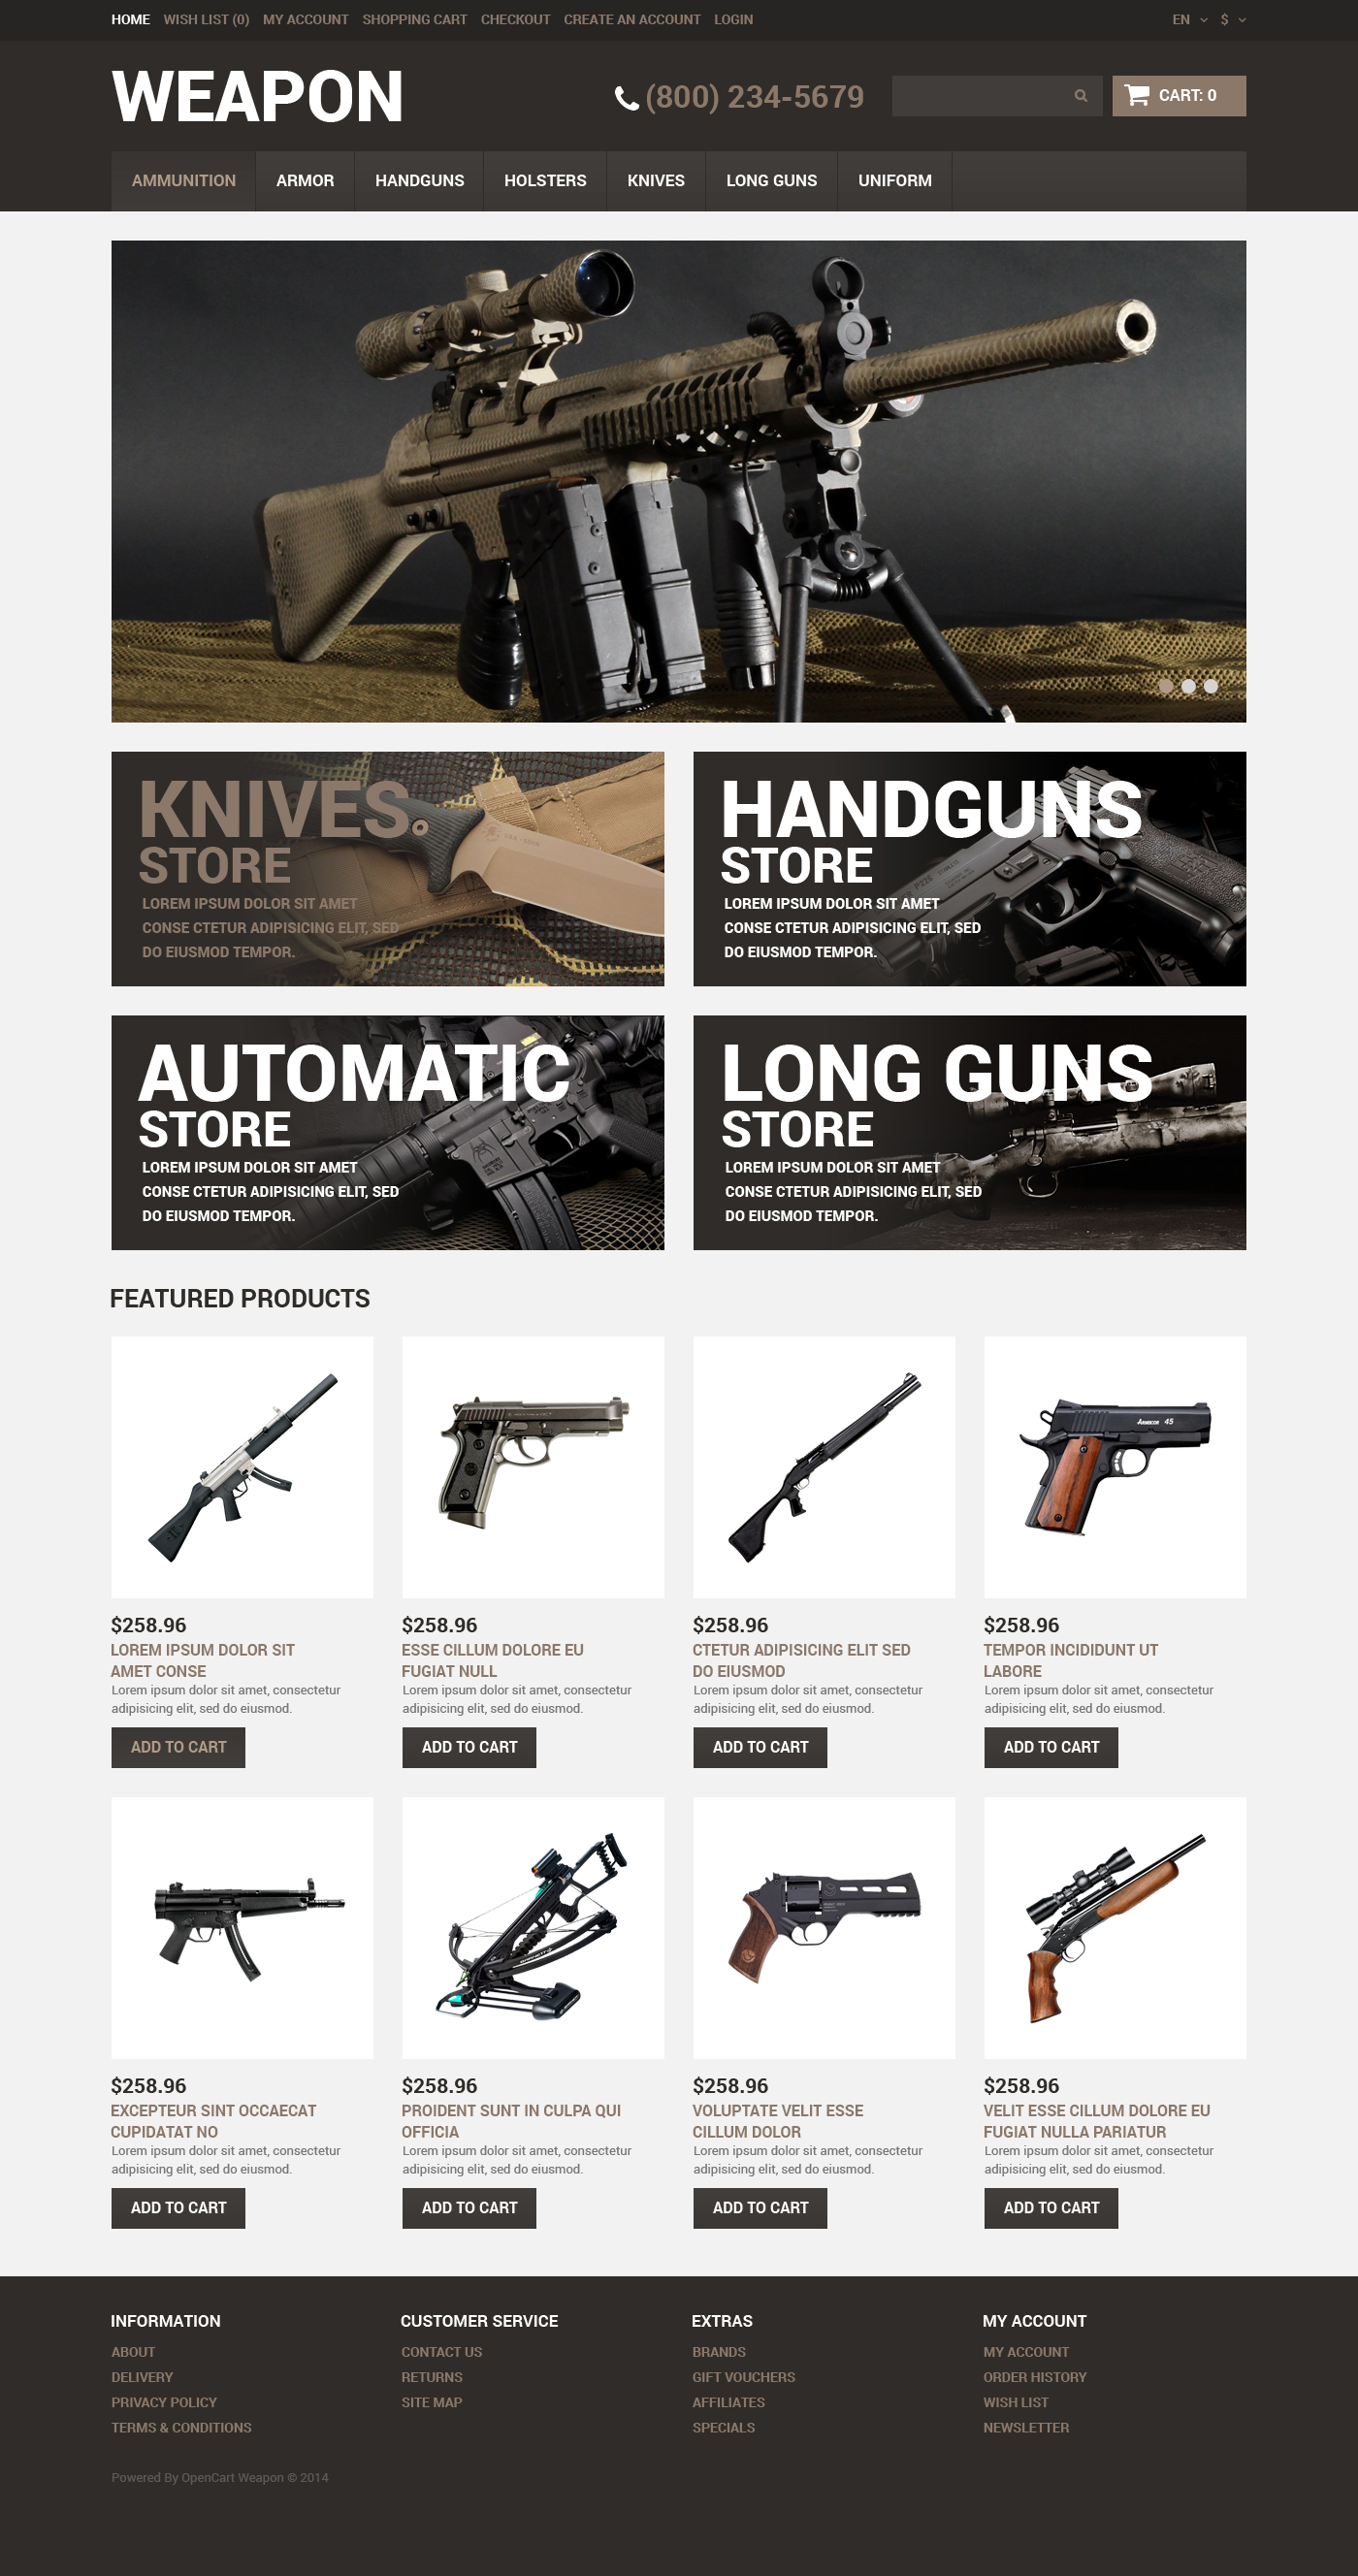 HOME WISH LIST (0) MY ACCOUNT SHOPPING CART CHECKOUT CREATE AN ACCOUNT LOGIN EN $
WEAPON
(800) 234-5679
CART: 0
AMMUNITION ARMOR HANDGUNS HOLSTERS KNIVES LONG GUNS UNIFORM
KNIVES
STORE
LOREM IPSUM DOLOR SIT AMET
CONSE CTETUR ADIPISICING ELIT, SED
DO EIUSMOD TEMPOR.
HANDGUNS
STORE
LOREM IPSUM DOLOR SIT AMET
CONSE CTETUR ADIPISICING ELIT, SED
DO EIUSMOD TEMPOR.
AUTOMATIC
STORE
LOREM IPSUM DOLOR SIT AMET
CONSE CTETUR ADIPISICING ELIT, SED
DO EIUSMOD TEMPOR.
LONG GUNS
STORE
LOREM IPSUM DOLOR SIT AMET
CONSE CTETUR ADIPISICING ELIT, SED
DO EIUSMOD TEMPOR.
FEATURED PRODUCTS
$258.96
LOREM IPSUM DOLOR SIT
AMET CONSE
Lorem ipsum dolor sit amet, consectetur
adipisicing elit, sed do eiusmod.
ADD TO CART
$258.96
ESSE CILLUM DOLORE EU
FUGIAT NULL
Lorem ipsum dolor sit amet, consectetur
adipisicing elit, sed do eiusmod.
ADD TO CART
$258.96
CTETUR ADIPISICING ELIT SED
DO EIUSMOD
Lorem ipsum dolor sit amet, consectetur
adipisicing elit, sed do eiusmod.
ADD TO CART
ARMSCOR 45
$258.96
TEMPOR INCIDIDUNT UT
LABORE
Lorem ipsum dolor sit amet, consectetur
adipisicing elit, sed do eiusmod.
ADD TO CART
$258.96
EXCEPTEUR SINT OCCAECAT
CUPIDATAT NO
Lorem ipsum dolor sit amet, consectetur
adipisicing elit, sed do eiusmod.
ADD TO CART
$258.96
PROIDENT SUNT IN CULPA QUI
OFFICIA
Lorem ipsum dolor sit amet, consectetur
adipisicing elit, sed do eiusmod.
ADD TO CART
$258.96
VOLUPTATE VELIT ESSE
CILLUM DOLOR
Lorem ipsum dolor sit amet, consectetur
adipisicing elit, sed do eiusmod.
ADD TO CART
$258.96
VELIT ESSE CILLUM DOLORE EU
FUGIAT NULLA PARIATUR
Lorem ipsum dolor sit amet, consectetur
adipisicing elit, sed do eiusmod.
ADD TO CART
INFORMATION
ABOUT
DELIVERY
PRIVACY POLICY
TERMS & CONDITIONS
CUSTOMER SERVICE
CONTACT US
RETURNS
SITE MAP
EXTRAS
BRANDS
GIFT VOUCHERS
AFFILIATES
SPECIALS
MY ACCOUNT
MY ACCOUNT
ORDER HISTORY
WISH LIST
NEWSLETTER
Powered By OpenCart Weapon © 2014